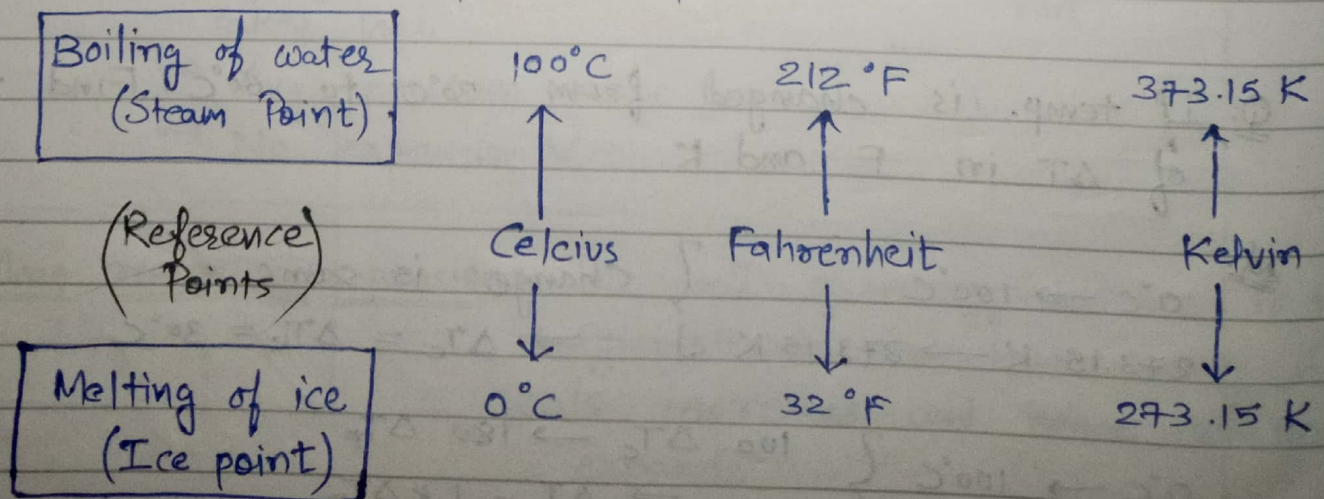 Boiling of water 100°C 212 °F 373.15 K
(Steam Point)
(Reference Celcius Fahrenheit Kelvin
Points)
Melting of ice 0°C 32 °F 273.15 K
(Ice point)